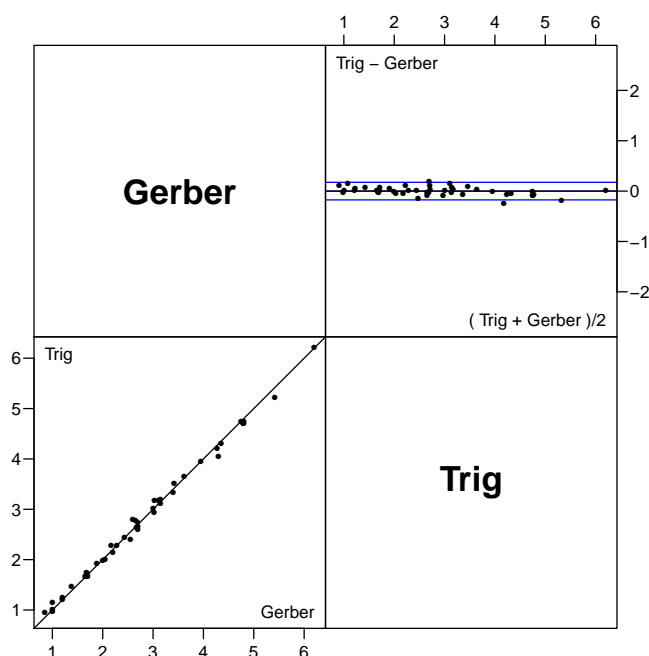 1 2 3 4 5 6
Trig − Gerber
Gerber
2
1
0
−1
−2
( Trig + Gerber )/2
Trig
6
5
4
3
2
1
Trig
Gerber
1 2 3 4 5 6